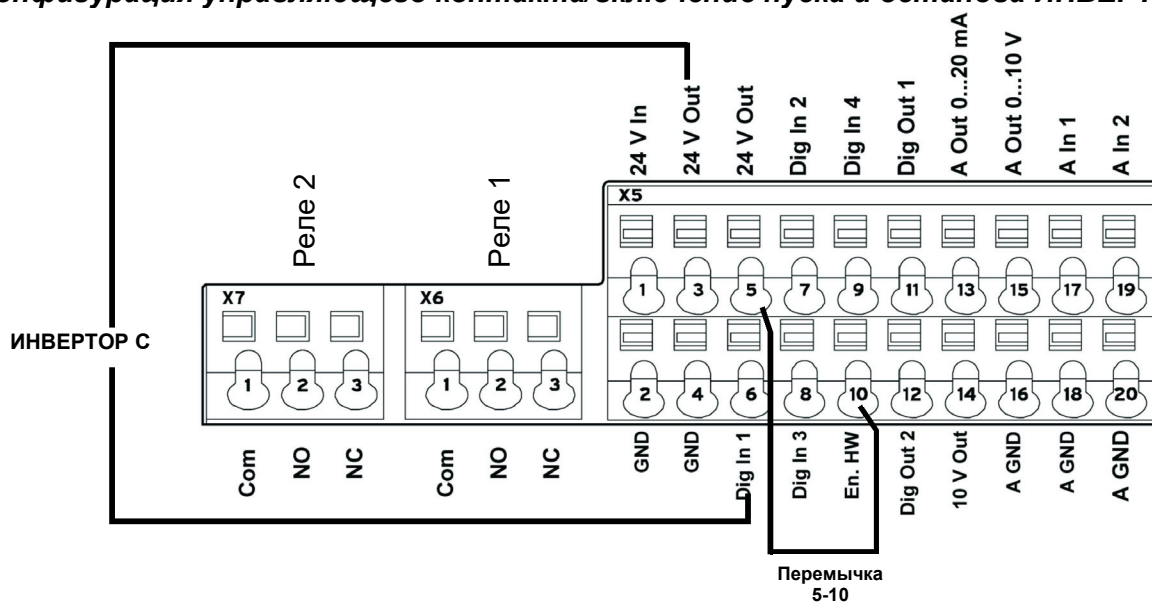 конфигурация управляющего контакта/включение пуска и останова ИНВЕРТ
24 V In
24 V Out
24 V Out
Dig In 2
Dig In 4
Dig Out 1
A Out 0...20 mA
A Out 0...10 V
A In 1
A In 2
Реле 2
Реле 1
X5
X7
X6
1 3 5 7 9 11 13 15 17 19
ИНВЕРТОР С
1 2 3
1 2 3
2 4 6 8 10 12 14 16 18 20
Com
NO
NC
Com
NO
NC
GND
GND
Dig In 1
Dig In 3
En. HW
Dig Out 2
10 V Out
A GND
A GND
A GND
Перемычка
5-10